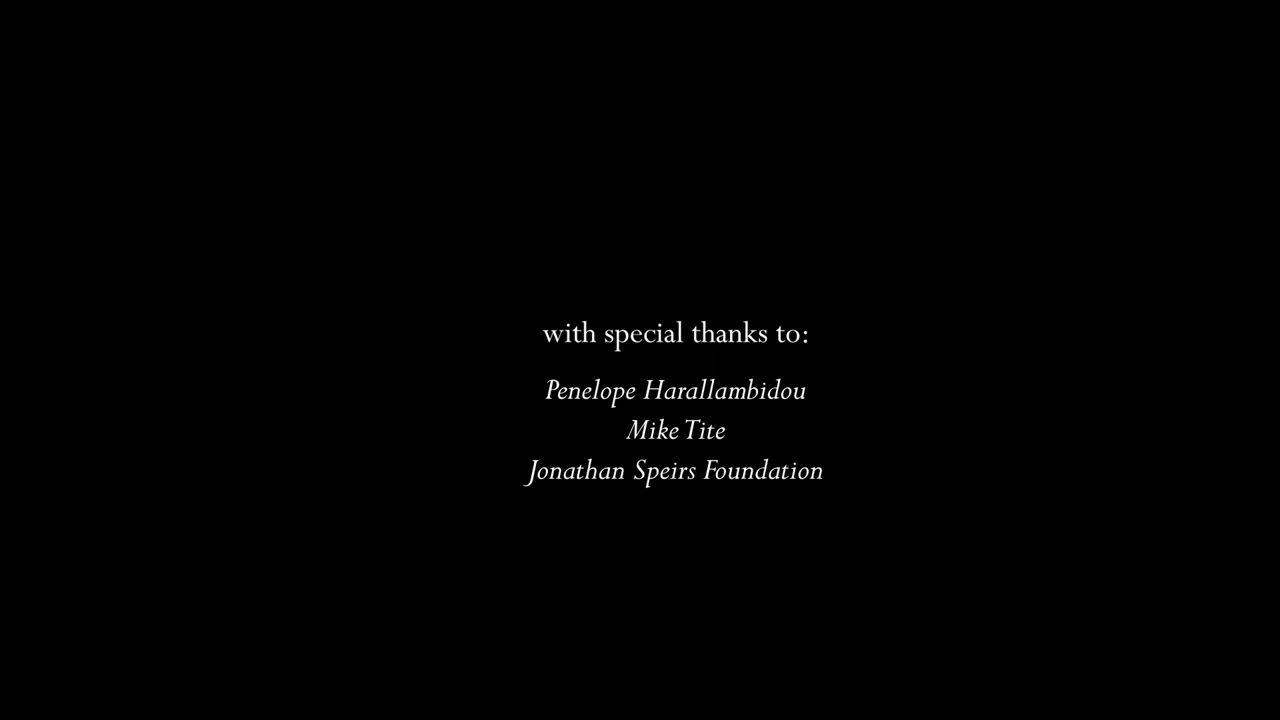 with special thanks to:
Penelope Harallambidou
Mike Tite
Jonathan Speirs Foundation